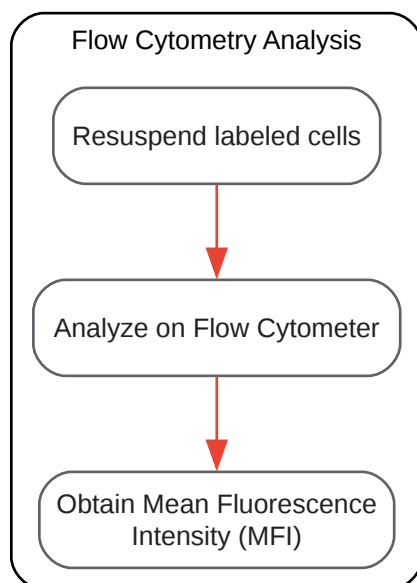 Flow Cytometry Analysis
Resuspend labeled cells
Analyze on Flow Cytometer
Obtain Mean Fluorescence
Intensity (MFI)